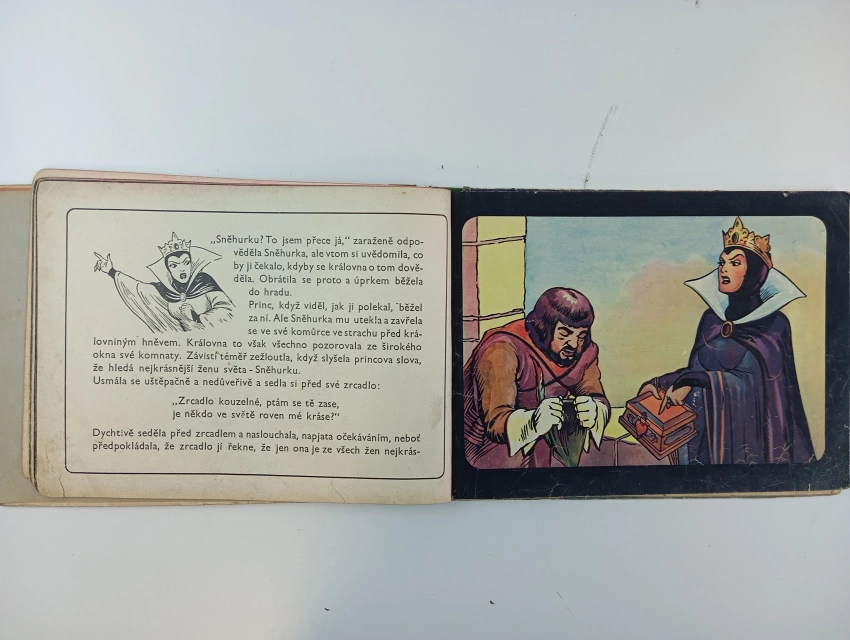 „Sněhurku? To jsem přece já,“ zaraženě odpo-
věděla Sněhurka, ale vtom si uvědomila, co
by ji čekalo, kdyby se královna o tom dově-
děla. Obrátila se proto a úprkem běžela
do hradu.
Princ, když viděl, jak ji polekal, běžel
za ní. Ale Sněhurka mu utekla a zavřela
se ve své komůrce ve strachu před krá-
lovniným hněvem. Královna to však všechno pozorovala ze širokého
okna své komnaty. Závistí téměř zežloutla, když slyšela princova slova,
že hledá nejkrásnější ženu světa - Sněhurku.
Usmála se uštěpačně a nedůvěřivě a sedla si před své zrcadlo:
„Zrcadlo kouzelné, ptám se tě zase,
je někdo ve světě roven mé kráse?“
Dychtivě seděla před zrcadlem a naslouchala, napjata očekáváním, neboť
předpokládala, že zrcadlo jí řekne, že jen ona je ze všech žen nejkrás-